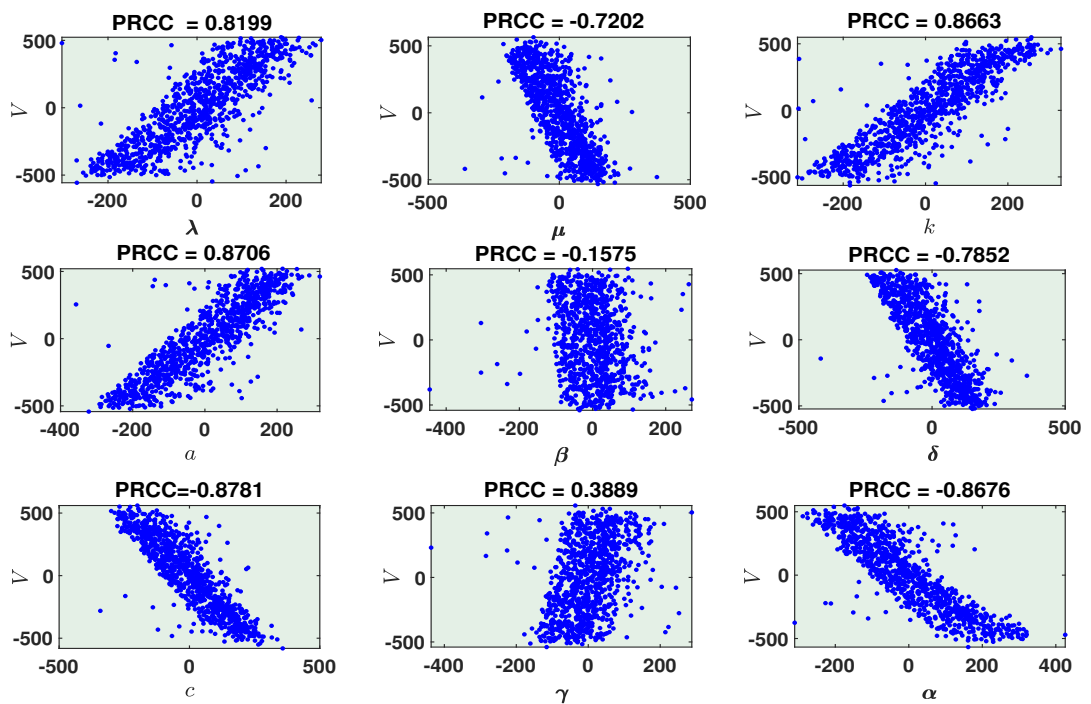 PRCC = 0.8199
PRCC = -0.7202
PRCC = 0.8663
500
0
-500
V
-200 0 200
λ
500
0
-500
V
-500 0 500
μ
500
0
-500
V
-200 0 200
k
PRCC = 0.8706
PRCC = -0.1575
PRCC = -0.7852
500
0
-500
V
-400 -200 0 200
a
500
0
-500
V
-400 -200 0 200
β
500
0
-500
V
-500 0 500
δ
PRCC=-0.8781
PRCC = 0.3889
PRCC = -0.8676
500
0
-500
V
-500 0 500
c
500
0
-500
V
-400 -200 0 200
γ
500
0
-500
V
-200 0 200 400
α